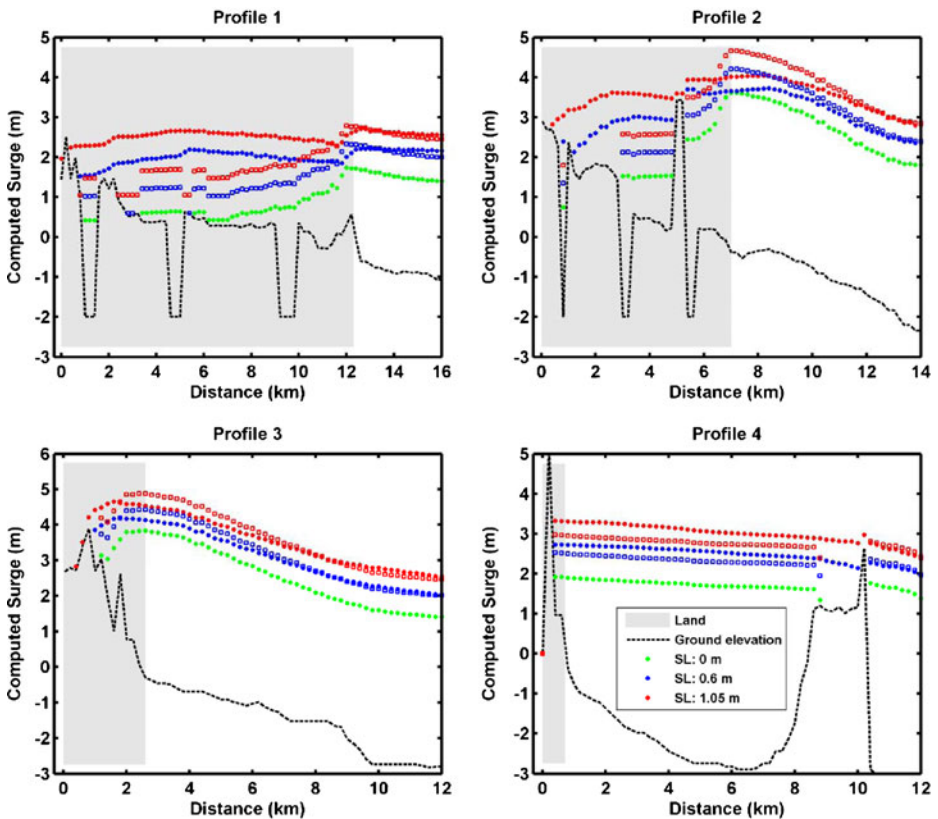 Profile 1
Computed Surge (m)
5
4
3
2
1
0
-1
-2
-3
0 2 4 6 8 10 12 14 16
Distance (km)
Profile 2
Computed Surge (m)
5
4
3
2
1
0
-1
-2
-3
0 2 4 6 8 10 12 14
Distance (km)
Profile 3
Computed Surge (m)
6
5
4
3
2
1
0
-1
-2
-3
0 2 4 6 8 10 12
Distance (km)
Profile 4
Computed Surge (m)
5
4
3
2
1
0
-1
-2
-3
0 2 4 6 8 10 12
Distance (km)
Land
Ground elevation
SL: 0 m
SL: 0.6 m
SL: 1.05 m